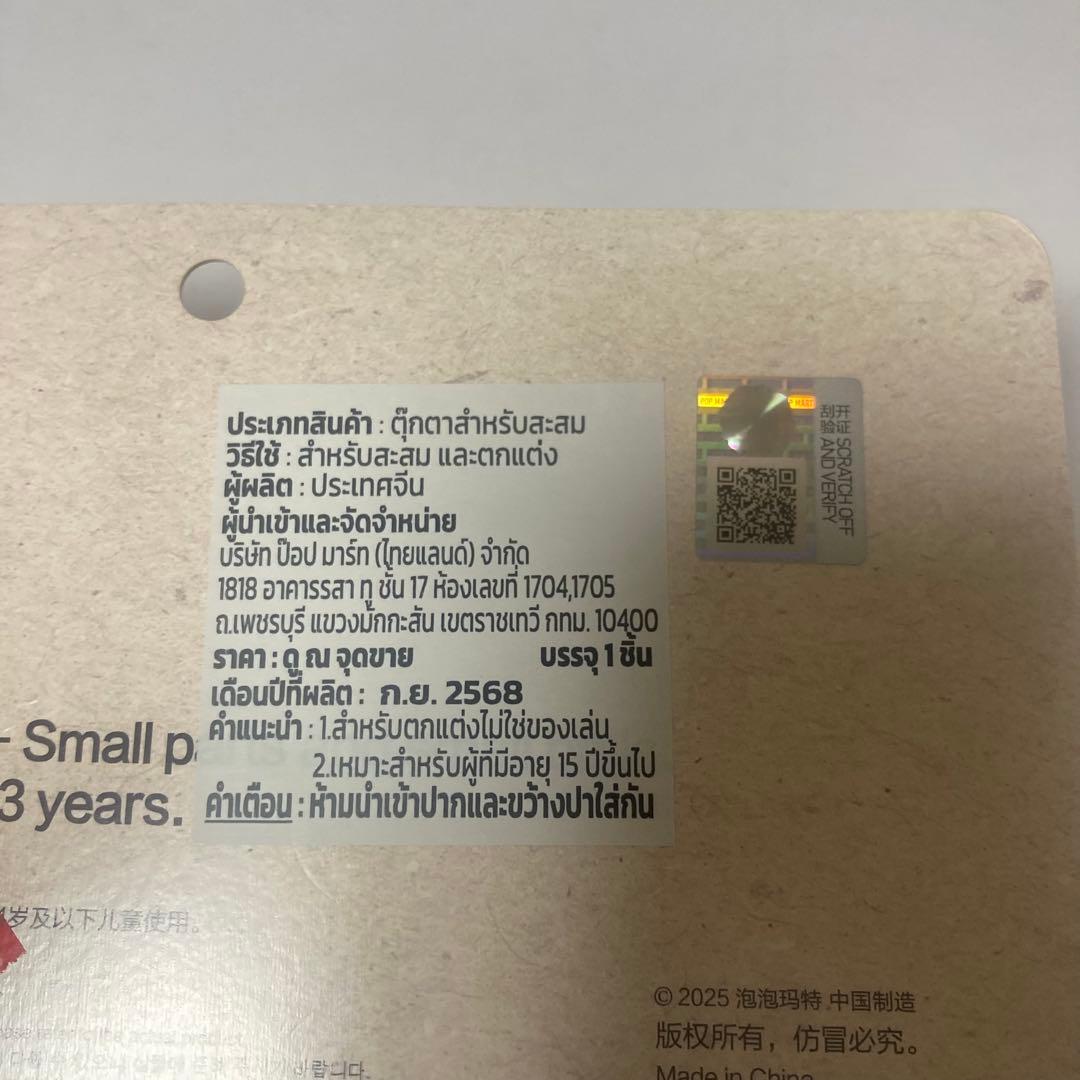 ประเภทสินค้า : ตุ๊กตาสำหรับสะสม
วิธีใช้ : สำหรับสะสม และตกแต่ง
ผู้ผลิต : ประเทศจีน
ผู้นำเข้าและจัดจำหน่าย
บริษัท ป๊อป มาร์ท (ไทยแลนด์) จำกัด
1818 อาคารรสา ทู ชั้น 17 ห้องเลขที่ 1704,1705
ถ.เพชรบุรี แขวงมักกะสัน เขตราชเทวี กทม. 10400
ราคา : ดู ณ จุดขาย บรรจุ 1 ชิ้น
เดือนปีที่ผลิต : ก.ย. 2568
คำแนะนำ : 1.สำหรับตกแต่งไม่ใช่ของเล่น
2.เหมาะสำหรับผู้ที่มีอายุ 15 ปีขึ้นไป
คำเตือน : ห้ามนำเข้าปากและขว้างปาใส่กัน
POP MART
刮开
验证
SCRATCH OFF
AND VERIFY
- Small parts
3 years.
岁及以下儿童使用。
© 2025 泡泡玛特 中国制造
版权所有，仿冒必究。
Made in China